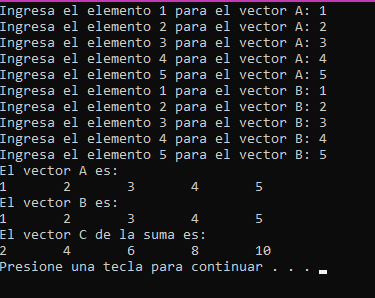 Ingresa el elemento 1 para el vector A: 1
Ingresa el elemento 2 para el vector A: 2
Ingresa el elemento 3 para el vector A: 3
Ingresa el elemento 4 para el vector A: 4
Ingresa el elemento 5 para el vector A: 5
Ingresa el elemento 1 para el vector B: 1
Ingresa el elemento 2 para el vector B: 2
Ingresa el elemento 3 para el vector B: 3
Ingresa el elemento 4 para el vector B: 4
Ingresa el elemento 5 para el vector B: 5
El vector A es:
1 2 3 4 5
El vector B es:
1 2 3 4 5
El vector C de la suma es:
2 4 6 8 10
Presione una tecla para continuar . . .